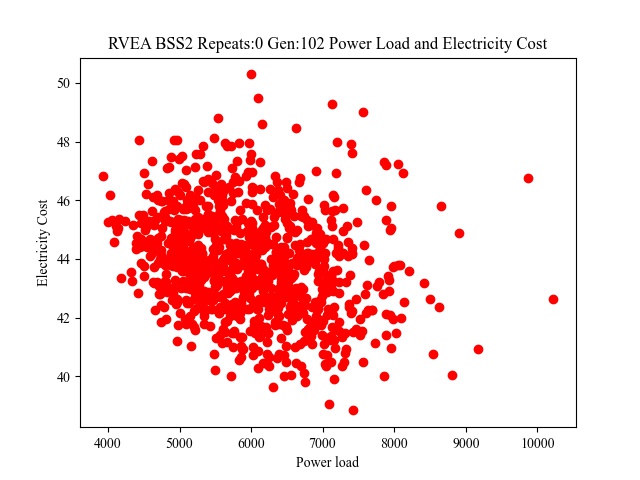 RVEA BSS2 Repeats:0 Gen:102 Power Load and Electricity Cost
50
48
46
44
42
40
Electricity Cost
4000 5000 6000 7000 8000 9000 10000
Power load